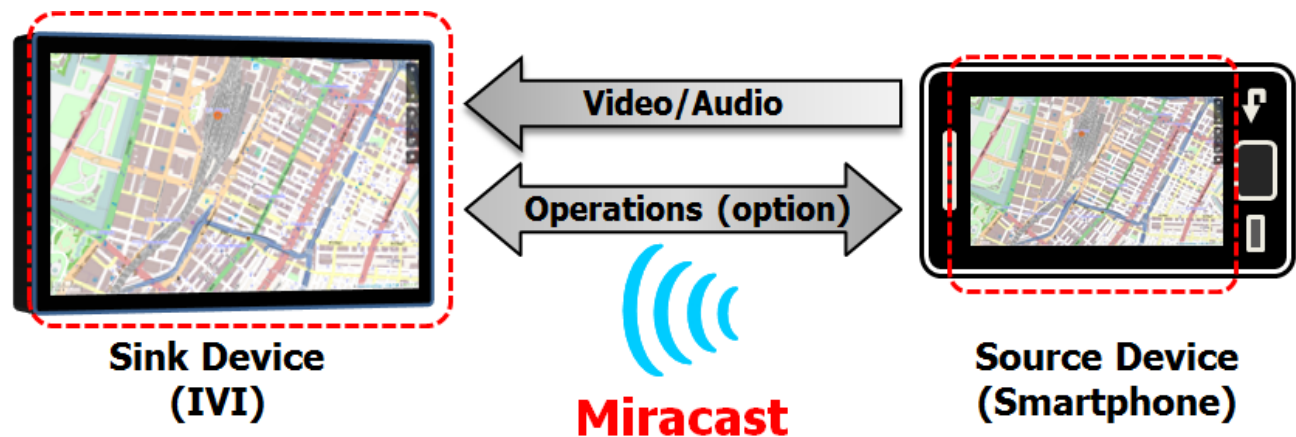 Video/Audio
Operations (option)
Sink Device
(IVI)
Miracast
Source Device
(Smartphone)